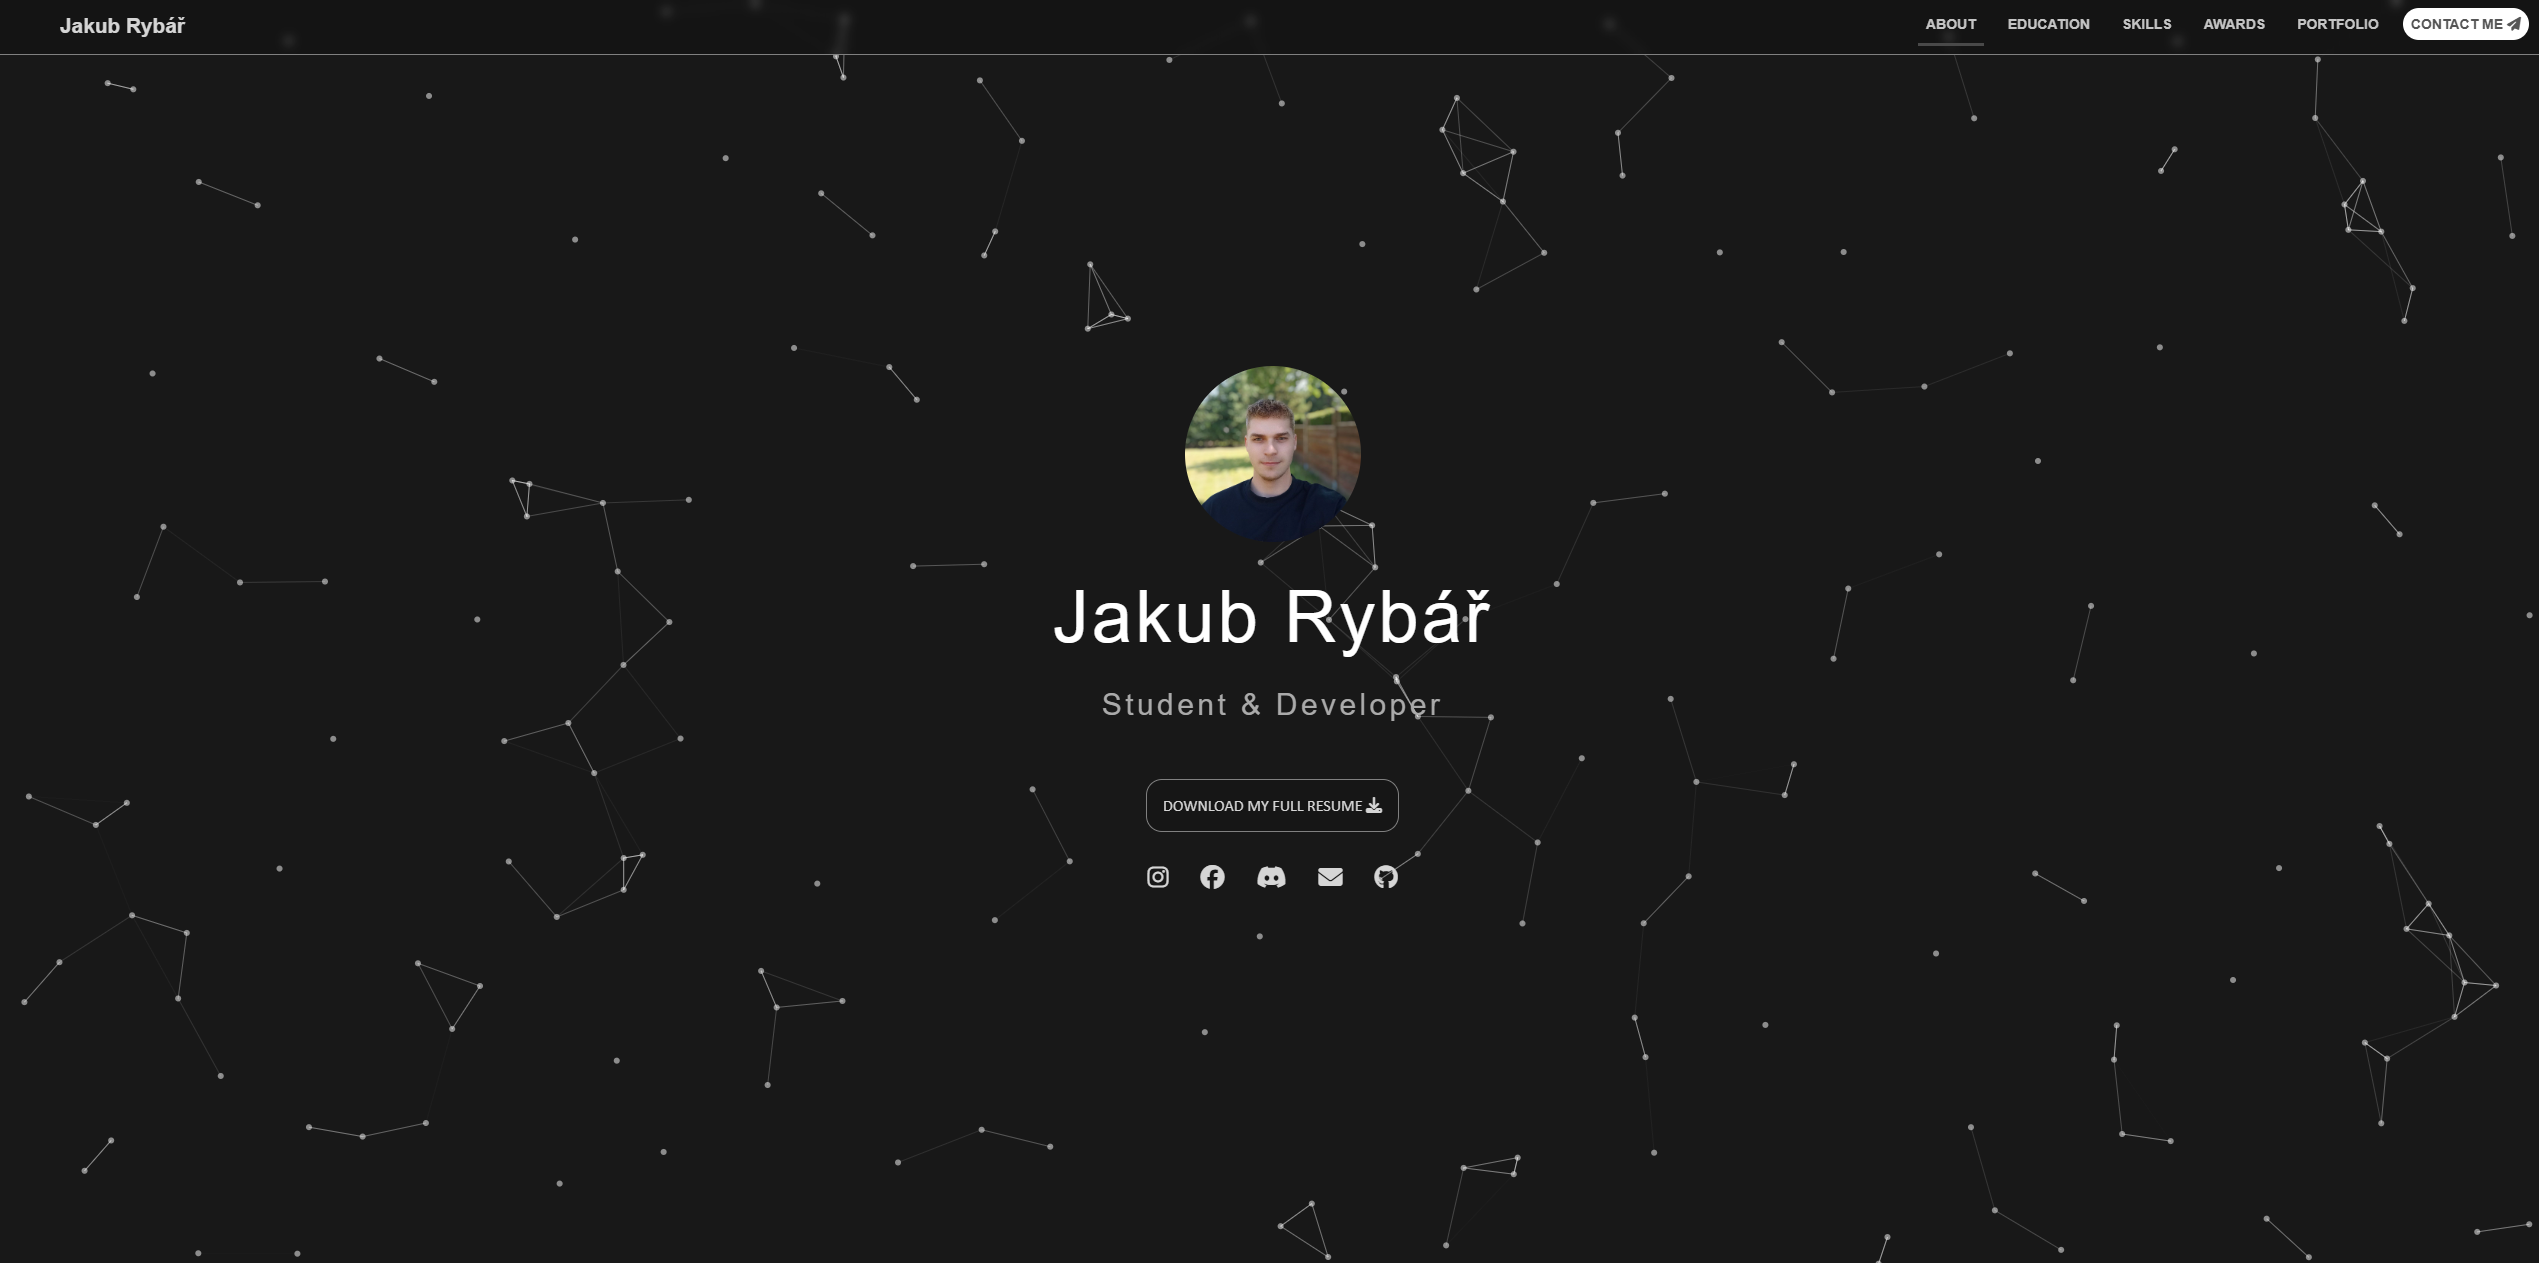 Jakub Rybář
ABOUT EDUCATION SKILLS AWARDS PORTFOLIO CONTACT ME
Jakub Rybář
Student & Developer
DOWNLOAD MY FULL RESUME